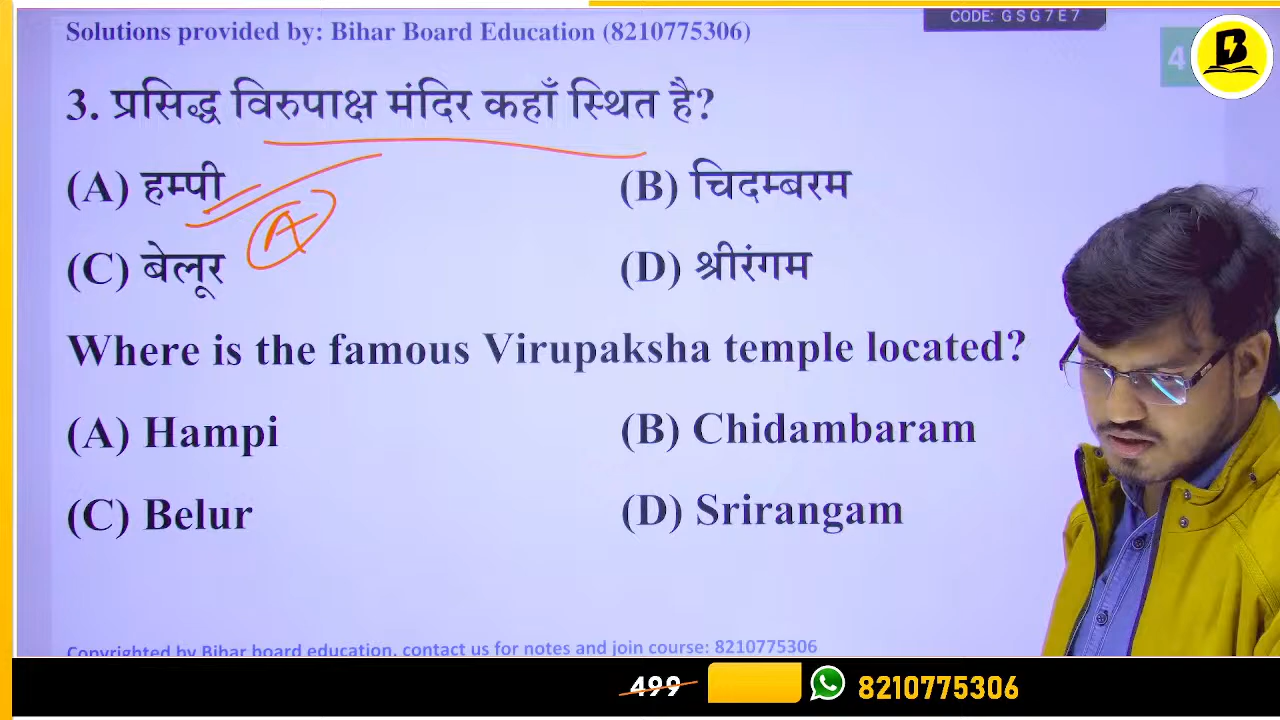 Solutions provided by: Bihar Board Education (8210775306)
CODE: G S G 7 E 7
4
B
3. प्रसिद्ध विरुपाक्ष मंदिर कहाँ स्थित है?
(A) हम्पी
(B) चिदम्बरम
A
(C) बेलूर
(D) श्रीरंगम
Where is the famous Virupaksha temple located?
(A) Hampi
(B) Chidambaram
(C) Belur
(D) Srirangam
Copyrighted by Bihar board education, contact us for notes and join course: 8210775306
499
8210775306